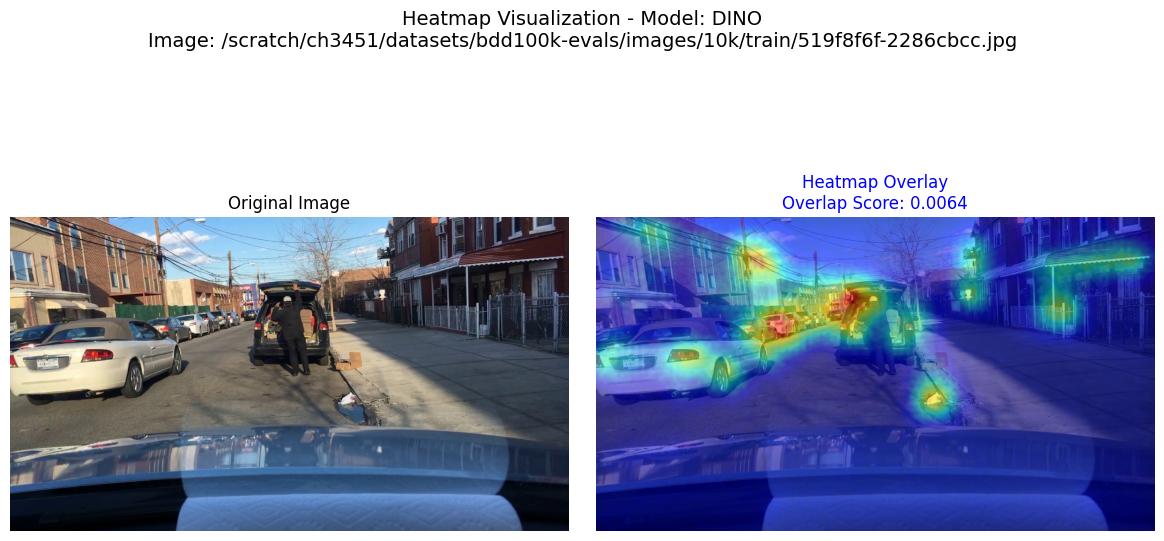 Heatmap Visualization - Model: DINO
Image: /scratch/ch3451/datasets/bdd100k-evals/images/10k/train/519f8f6f-2286cbcc.jpg
Original Image
Heatmap Overlay
Overlap Score: 0.0064